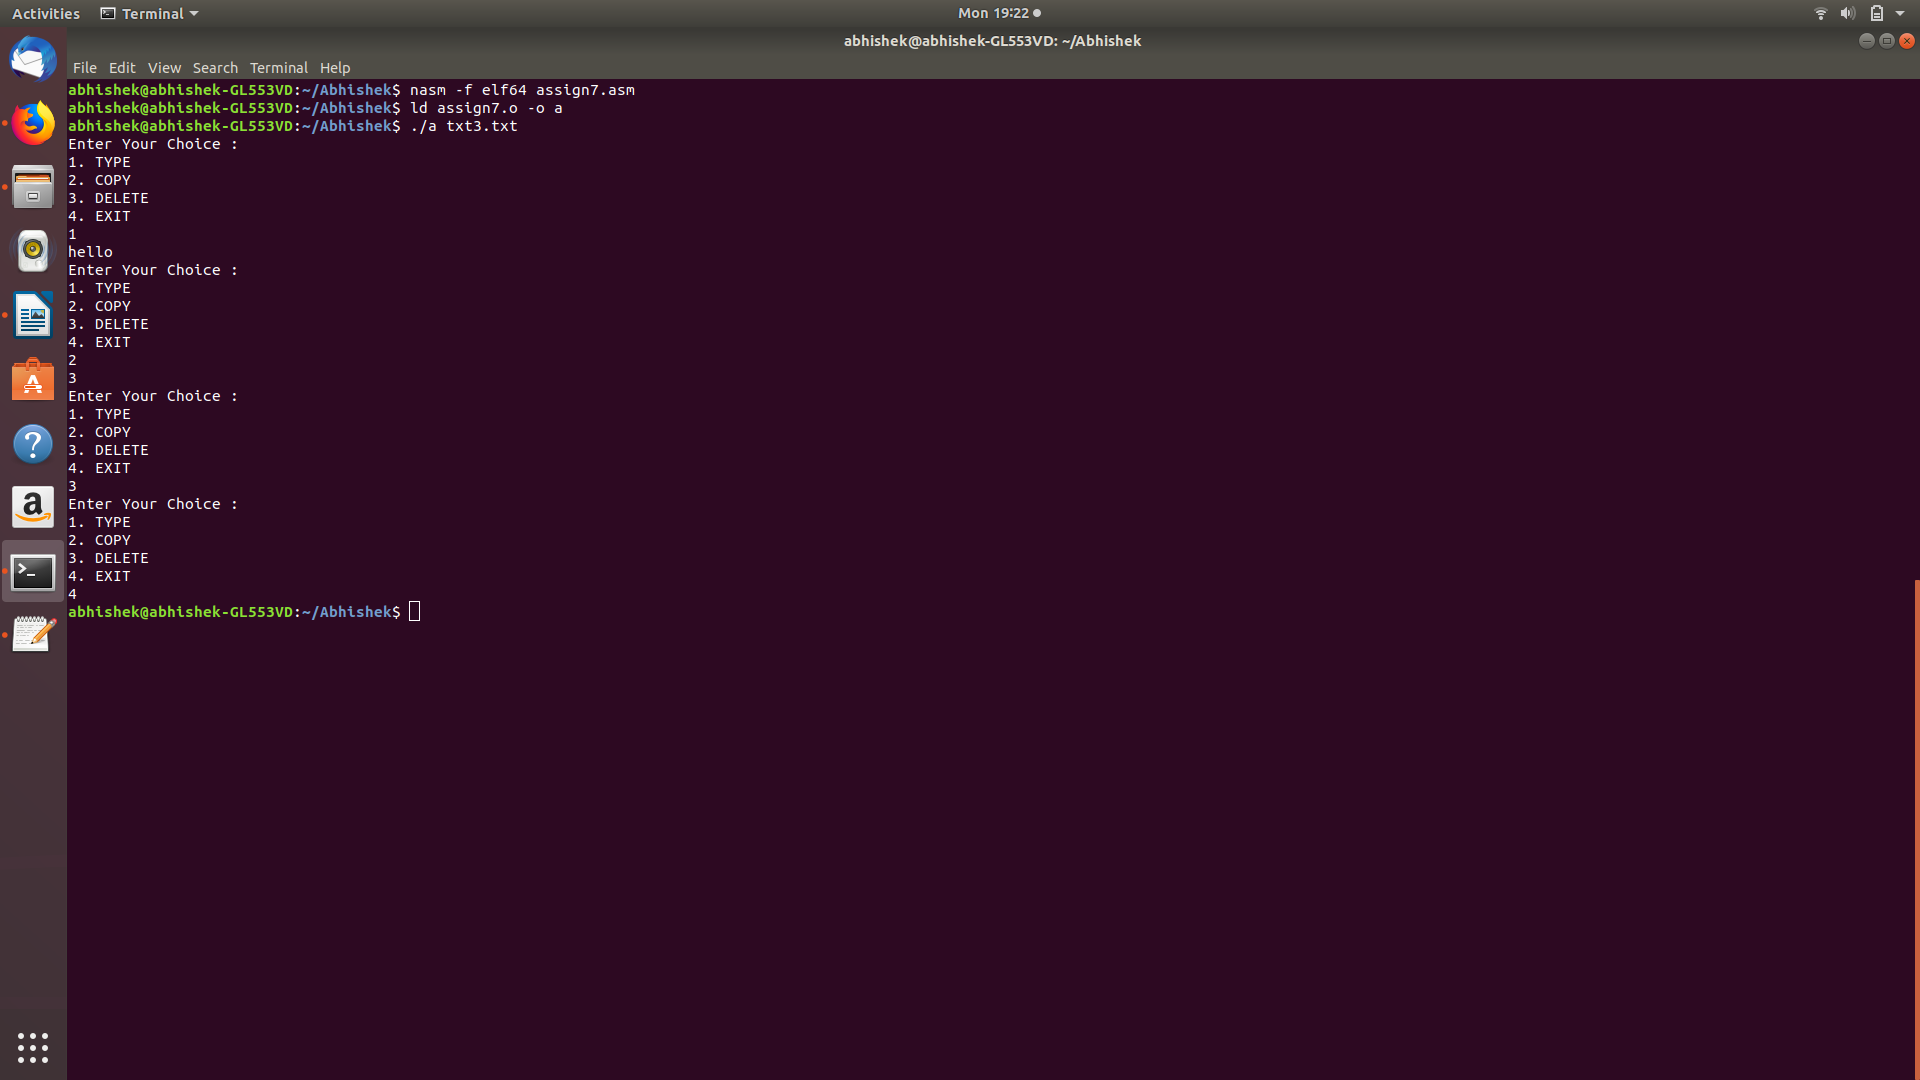 Activities Terminal Mon 19:22
abhishek@abhishek-GL553VD: ~/Abhishek
File Edit View Search Terminal Help
abhishek@abhishek-GL553VD:~/Abhishek$ nasm -f elf64 assign7.asm
abhishek@abhishek-GL553VD:~/Abhishek$ ld assign7.o -o a
abhishek@abhishek-GL553VD:~/Abhishek$ ./a txt3.txt
Enter Your Choice :
1. TYPE
2. COPY
3. DELETE
4. EXIT
1
hello
Enter Your Choice :
1. TYPE
2. COPY
3. DELETE
4. EXIT
2
3
Enter Your Choice :
1. TYPE
2. COPY
3. DELETE
4. EXIT
3
Enter Your Choice :
1. TYPE
2. COPY
3. DELETE
4. EXIT
4
abhishek@abhishek-GL553VD:~/Abhishek$